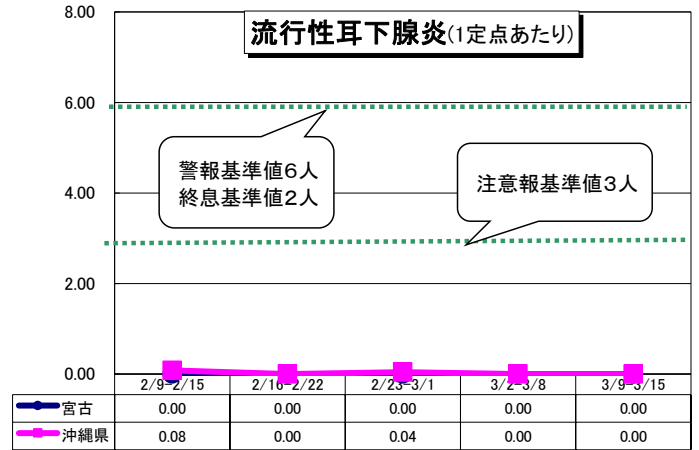 流行性耳下腺炎(1定点あたり)
8.00
6.00
4.00
2.00
0.00
警報基準値6人
終息基準値2人
注意報基準値3人
2/9-2/15 2/16-2/22 2/23-3/1 3/2-3/8 3/9-3/15
宮古 0.00 0.00 0.00 0.00 0.00
沖縄県 0.08 0.00 0.04 0.00 0.00